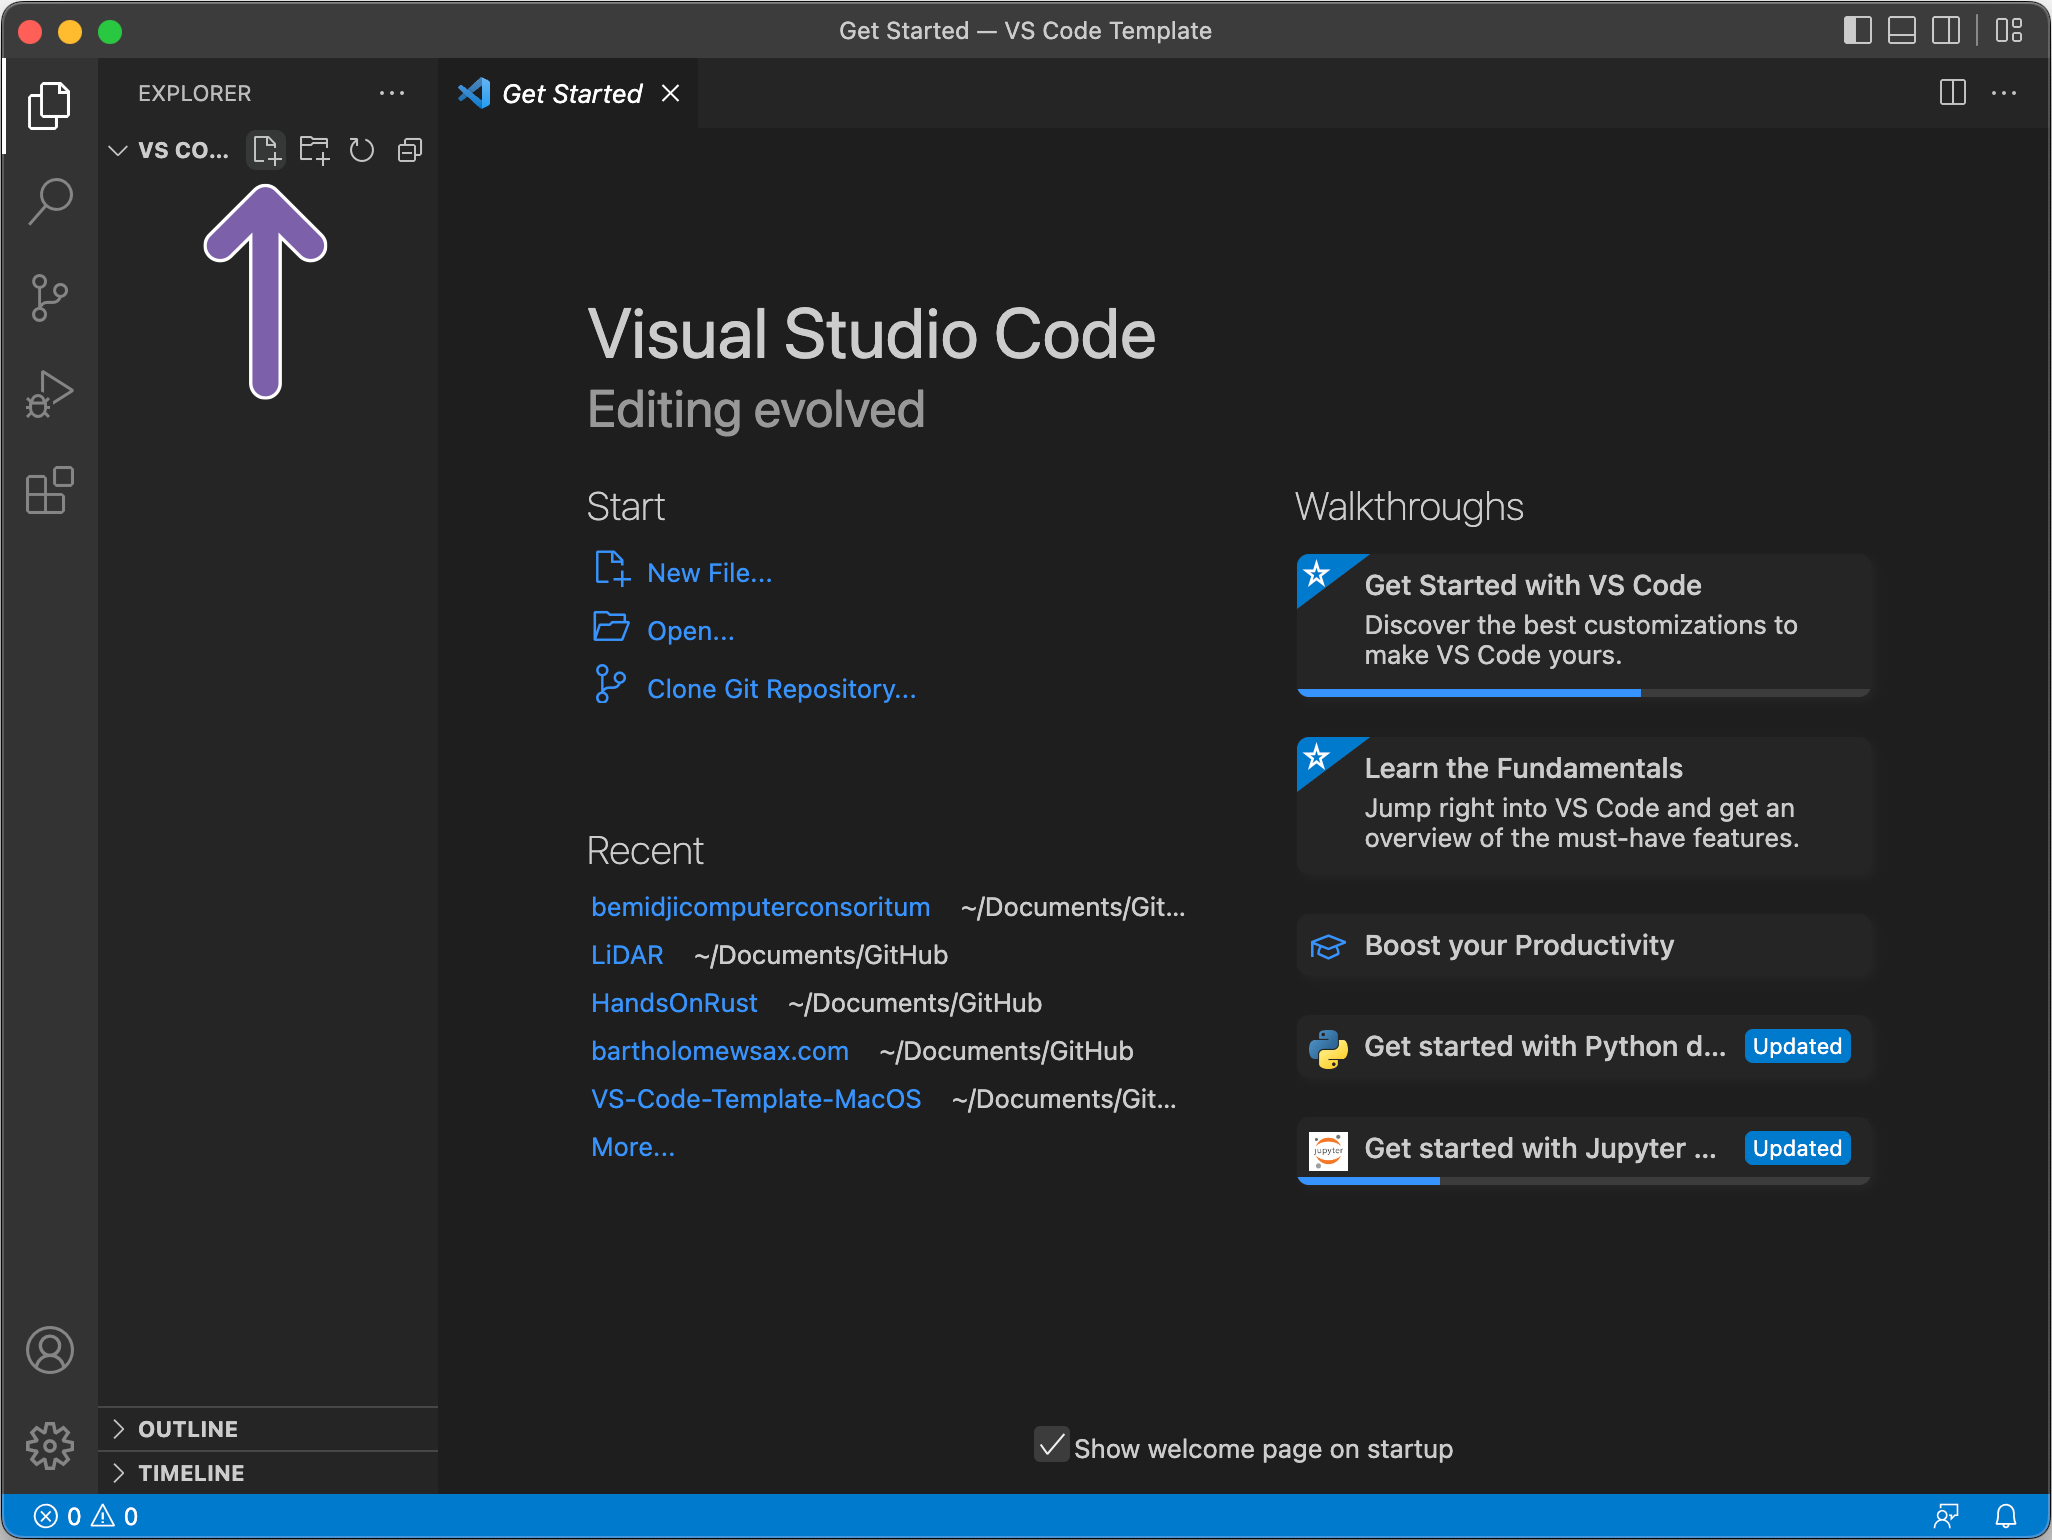 Get Started — VS Code Template
EXPLORER
Get Started
VS CO...
Visual Studio Code
Editing evolved
Start
New File...
Open...
Clone Git Repository...
Recent
bemidjicomputerconsoritum ~/Documents/Git...
LiDAR ~/Documents/GitHub
HandsOnRust ~/Documents/GitHub
bartholomewsax.com ~/Documents/GitHub
VS-Code-Template-MacOS ~/Documents/Git...
More...
Walkthroughs
Get Started with VS Code
Discover the best customizations to
make VS Code yours.
Learn the Fundamentals
Jump right into VS Code and get an
overview of the must-have features.
Boost your Productivity
Get started with Python d... Updated
jupyter
Get started with Jupyter ... Updated
Show welcome page on startup
OUTLINE
TIMELINE
0 0